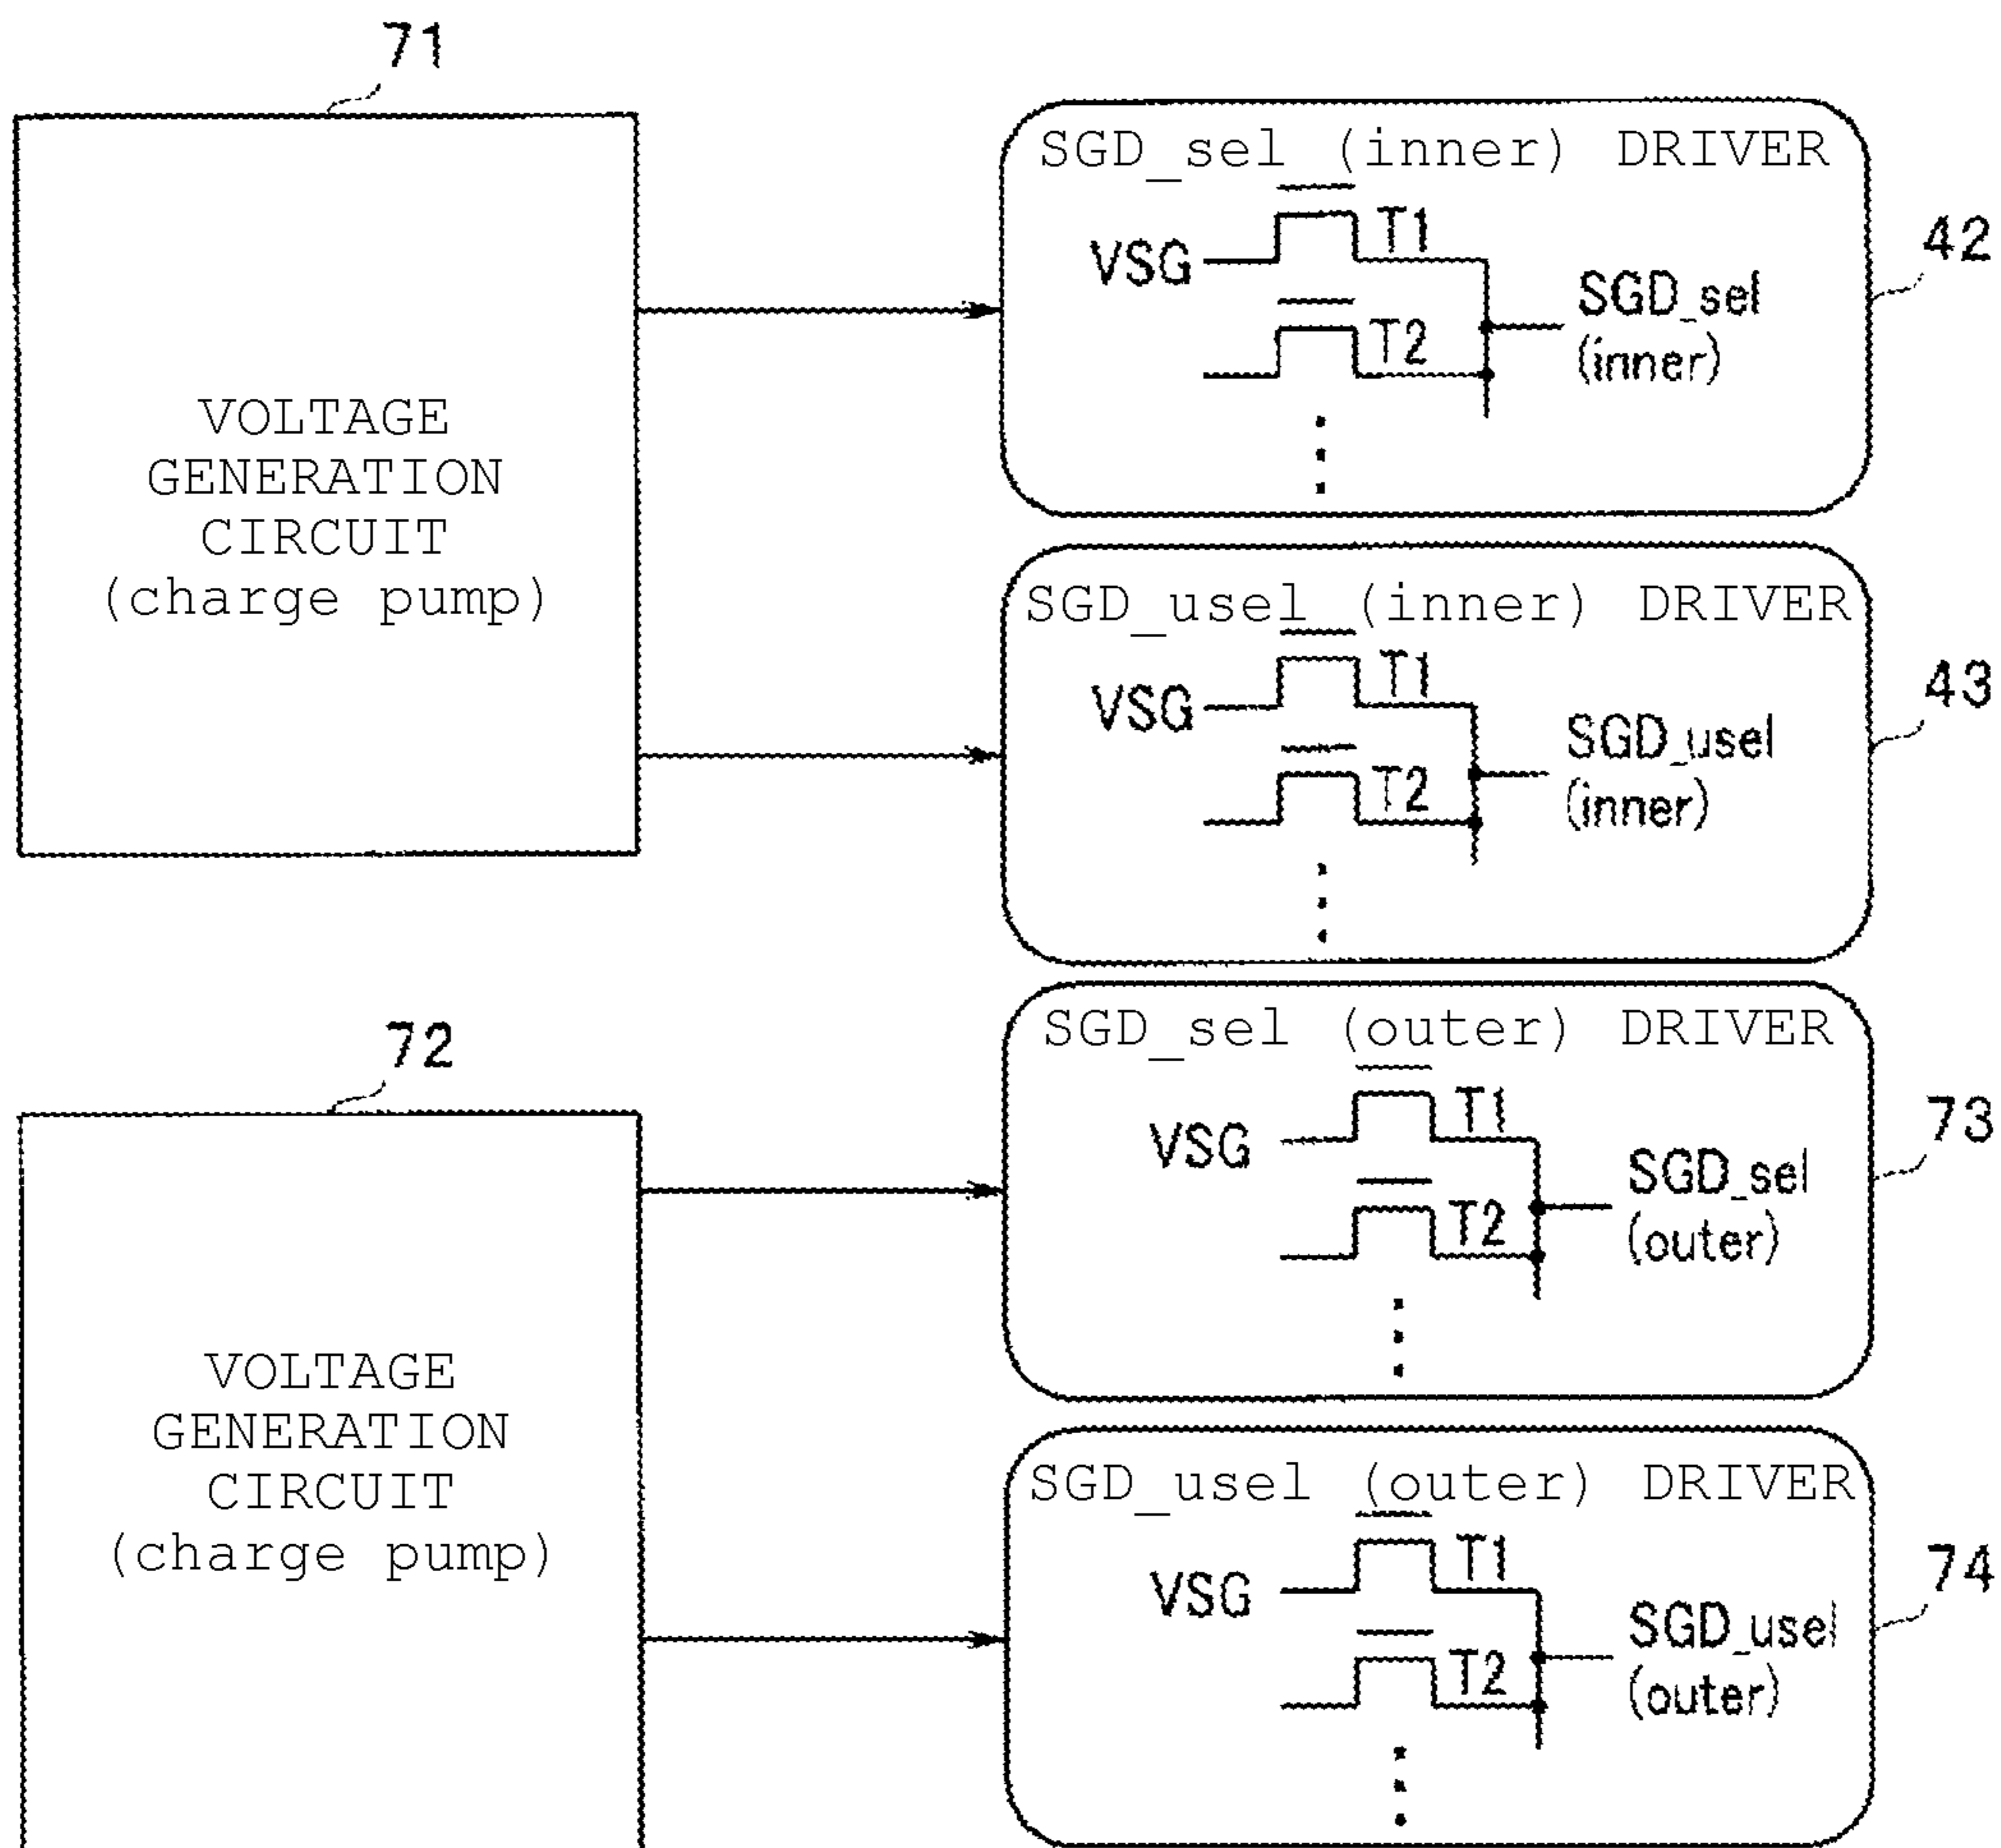 71
VOLTAGE
GENERATION
CIRCUIT
(charge pump)
SGD_sel (inner) DRIVER
T1
VSG
T2
SGD_sel
(inner)
42
SGD_usel (inner) DRIVER
T1
VSG
T2
SGD_usel
(inner)
43
72
VOLTAGE
GENERATION
CIRCUIT
(charge pump)
SGD_sel (outer) DRIVER
T1
VSG
T2
SGD_sel
(outer)
73
SGD_usel (outer) DRIVER
T1
VSG
T2
SGD_usel
(outer)
74